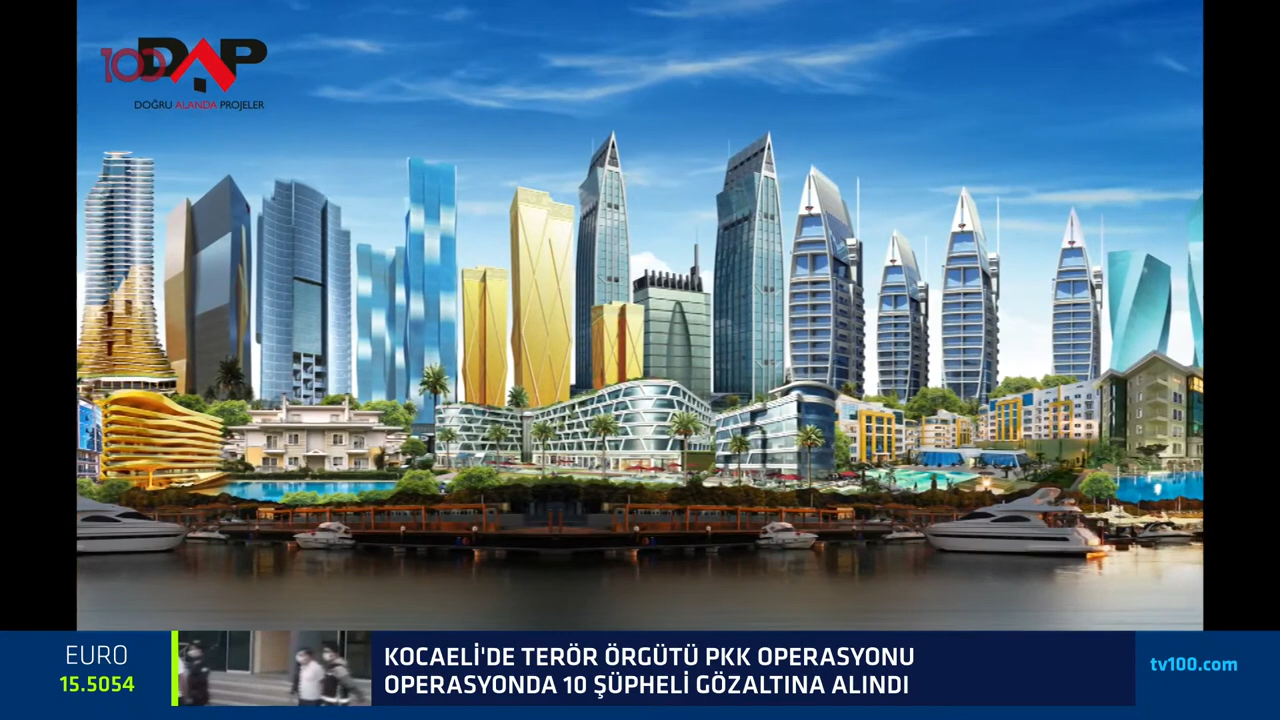 100
DAP
DOĞRU ALANDA PROJELER
EURO
15.5054
KOCAELİ'DE TERÖR ÖRGÜTÜ PKK OPERASYONU
OPERASYONDA 10 ŞÜPHELİ GÖZALTINA ALINDI
tv100.com